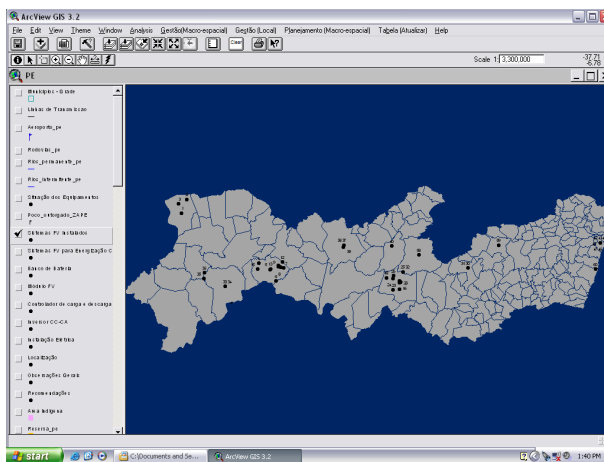 ArcView GIS 3.2
File Edit View Theme Window Analysis Gestão(Macro-espacial) Gestão (Local) Planejamento (Macro-espacial) Tabela (Atualizar) Help
Scale 1: 3,300,000
-37.71
-6.78
PE
Municípios - Grade
Linhas de Transmissão
Aeroporto_pe
Rodovias_pe
Rios_permanente_pe
Rios_intermitente_pe
Situação dos Equipamentos
Poco_outorgado_ZAPE
Sistemas FV Instalados
Sistemas FV para Energização C
Banco de Bateria
Modelo FV
Controlador de carga e descarga
Inversor CC-CA
Instalação Elétrica
Localização
Observações Gerais
Recomendações
Area Indígena
Reserva_pe
start
C:\Documents and Se...
ArcView GIS 3.2
1:40 PM